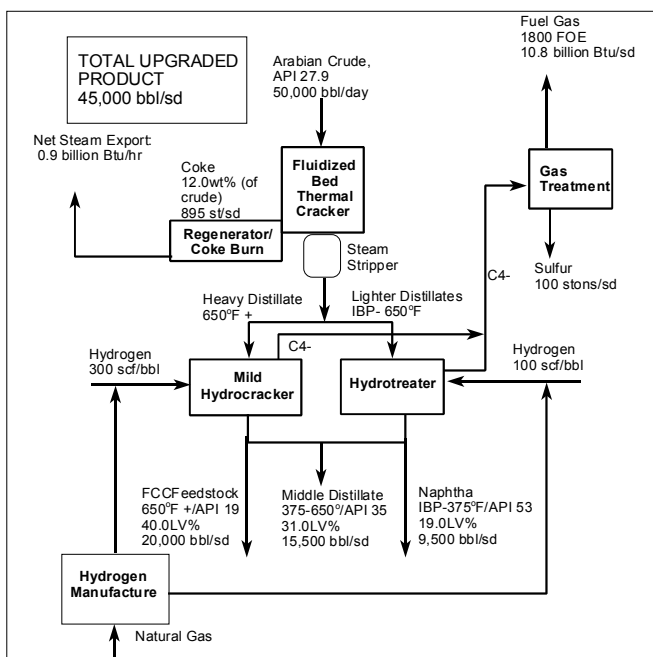 TOTAL UPGRADED
PRODUCT
45,000 bbl/sd
Arabian Crude,
API 27.9
50,000 bbl/day
Fuel Gas
1800 FOE
10.8 billion Btu/sd
Net Steam Export:
0.9 billion Btu/hr
Coke
12.0wt% (of
crude)
895 st/sd
Fluidized
Bed
Thermal
Cracker
Gas
Treatment
Regenerator/
Coke Burn
Steam
Stripper
C4-
Sulfur
100 stons/sd
Heavy Distillate
650°F +
Lighter Distillates
IBP- 650°F
C4-
Hydrogen
300 scf/bbl
Mild
Hydrocracker
Hydrotreater
Hydrogen
100 scf/bbl
FCCFeedstock
650°F +/API 19
40.0LV%
20,000 bbl/sd
Middle Distillate
375-650°/API 35
31.0LV%
15,500 bbl/sd
Naphtha
IBP-375°F/API 53
19.0LV%
9,500 bbl/sd
Hydrogen
Manufacture
Natural Gas